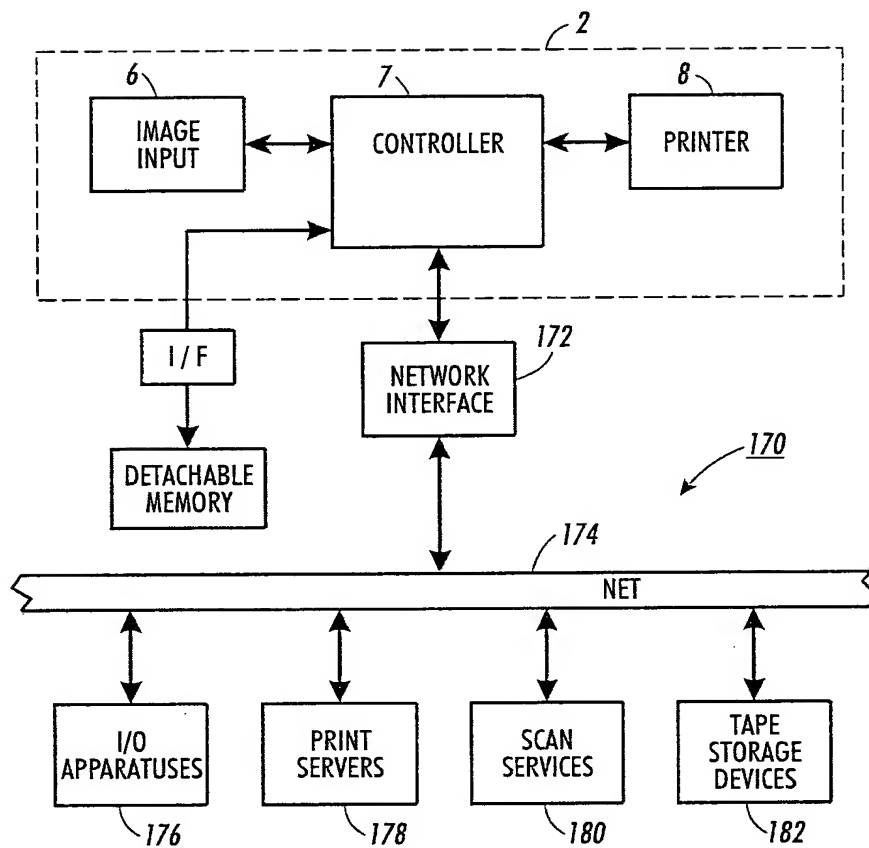 2
6
7
8
IMAGE
INPUT
CONTROLLER
PRINTER
I / F
172
NETWORK
INTERFACE
DETACHABLE
MEMORY
170
174
NET
I/O
APPARATUSES
PRINT
SERVERS
SCAN
SERVICES
TAPE
STORAGE
DEVICES
176
178
180
182